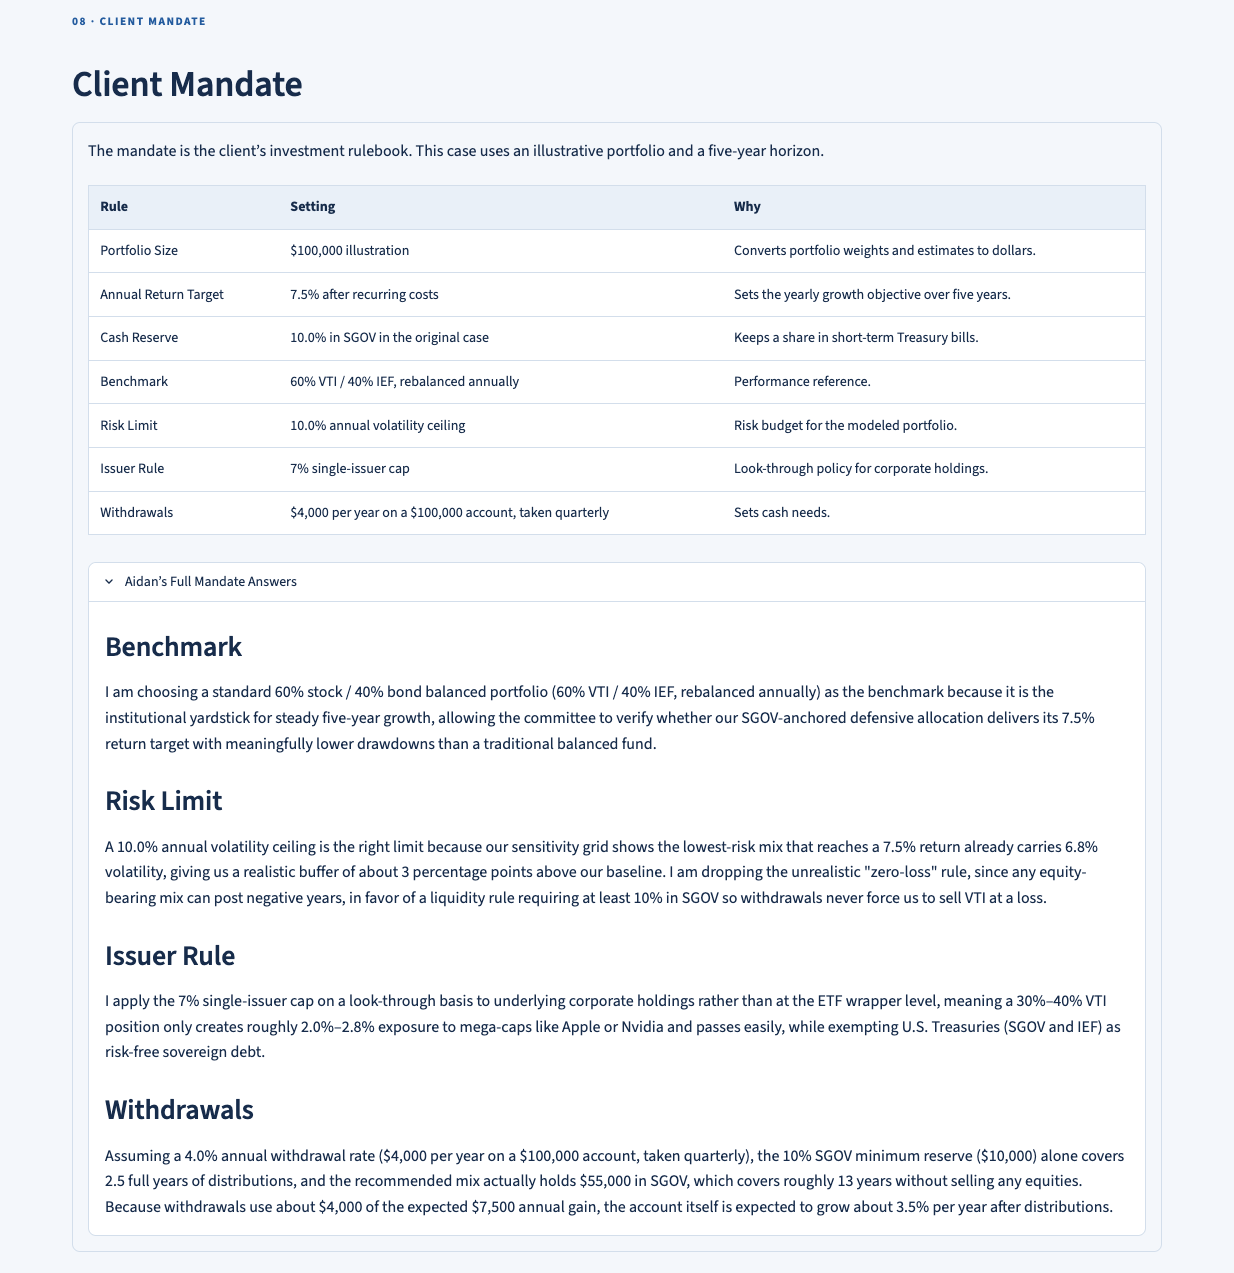 08 · CLIENT MANDATE
Client Mandate
The mandate is the client’s investment rulebook. This case uses an illustrative portfolio and a five-year horizon.
Rule Setting Why
Portfolio Size $100,000 illustration Converts portfolio weights and estimates to dollars.
Annual Return Target 7.5% after recurring costs Sets the yearly growth objective over five years.
Cash Reserve 10.0% in SGOV in the original case Keeps a share in short-term Treasury bills.
Benchmark 60% VTI / 40% IEF, rebalanced annually Performance reference.
Risk Limit 10.0% annual volatility ceiling Risk budget for the modeled portfolio.
Issuer Rule 7% single-issuer cap Look-through policy for corporate holdings.
Withdrawals $4,000 per year on a $100,000 account, taken quarterly Sets cash needs.
Aidan’s Full Mandate Answers
Benchmark
I am choosing a standard 60% stock / 40% bond balanced portfolio (60% VTI / 40% IEF, rebalanced annually) as the benchmark because it is the
institutional yardstick for steady five-year growth, allowing the committee to verify whether our SGOV-anchored defensive allocation delivers its 7.5%
return target with meaningfully lower drawdowns than a traditional balanced fund.
Risk Limit
A 10.0% annual volatility ceiling is the right limit because our sensitivity grid shows the lowest-risk mix that reaches a 7.5% return already carries 6.8%
volatility, giving us a realistic buffer of about 3 percentage points above our baseline. I am dropping the unrealistic "zero-loss" rule, since any equity-
bearing mix can post negative years, in favor of a liquidity rule requiring at least 10% in SGOV so withdrawals never force us to sell VTI at a loss.
Issuer Rule
I apply the 7% single-issuer cap on a look-through basis to underlying corporate holdings rather than at the ETF wrapper level, meaning a 30%–40% VTI
position only creates roughly 2.0%–2.8% exposure to mega-caps like Apple or Nvidia and passes easily, while exempting U.S. Treasuries (SGOV and IEF) as
risk-free sovereign debt.
Withdrawals
Assuming a 4.0% annual withdrawal rate ($4,000 per year on a $100,000 account, taken quarterly), the 10% SGOV minimum reserve ($10,000) alone covers
2.5 full years of distributions, and the recommended mix actually holds $55,000 in SGOV, which covers roughly 13 years without selling any equities.
Because withdrawals use about $4,000 of the expected $7,500 annual gain, the account itself is expected to grow about 3.5% per year after distributions.